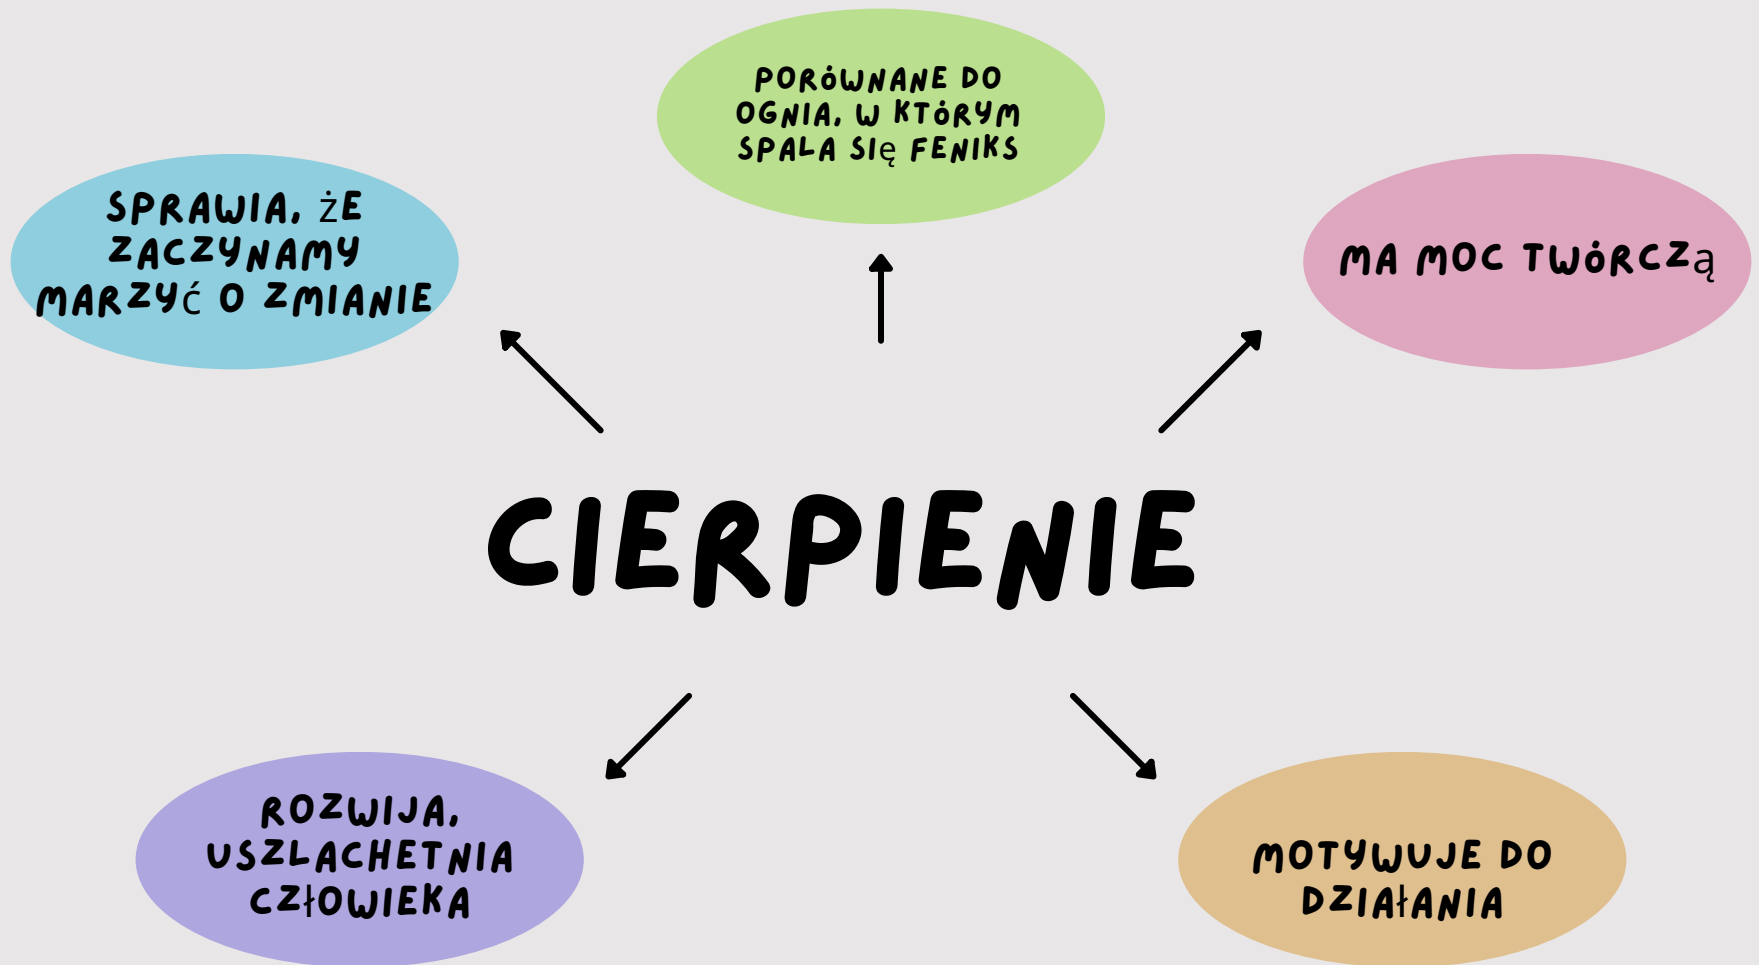 PORÓWNANE DO
OGNIA, W KTÓRYM
SPALA SIę FENIKS
SPRAWIA, żE
ZACZYNAMY
MARZYć O ZMIANIE
MA MOC TWÓRCZą
CIERPIENIE
ROZWIJA,
USZLACHETNIA
CZłOWIEKA
MOTYWUJE DO
DZIAłANIA